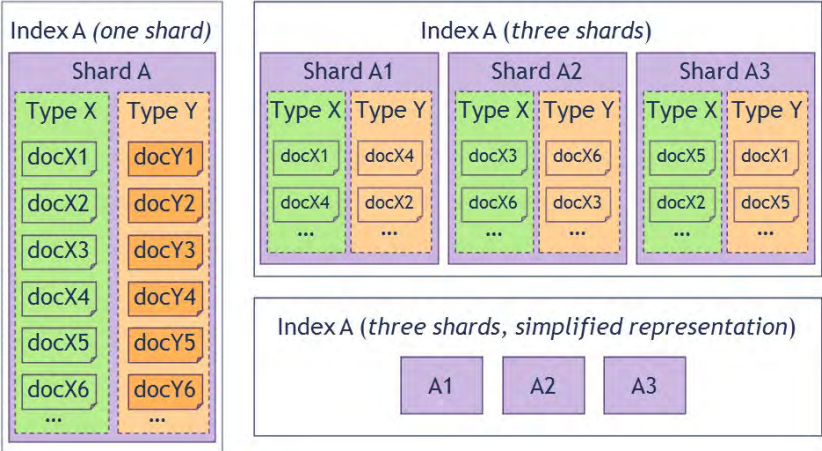 Index A (one shard)
Shard A
Type X Type Y
docX1 docY1
docX2 docY2
docX3 docY3
docX4 docY4
docX5 docY5
docX6 docY6
... ...
Index A (three shards)
Shard A1 Shard A2 Shard A3
Type X Type Y Type X Type Y Type X Type Y
docX1 docX4 docX3 docX6 docX5 docX1
docX4 docX2 docX6 docX3 docX2 docX5
... ... ... ... ... ...
Index A (three shards, simplified representation)
A1 A2 A3